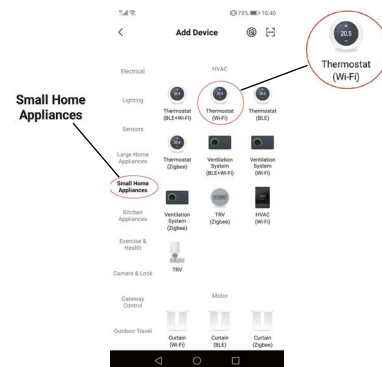 73% 10:40
Add Device
Electrical
Lighting
Sensors
Large Home
Appliances
Small Home
Appliances
Kitchen
Appliances
Exercise &
Health
Camera & Lock
Gateway
Control
Outdoor Travel
HVAC
Thermostat
(BLE+Wi-Fi)
Thermostat
(Wi-Fi)
Thermostat
(BLE)
Thermostat
(Zigbee)
Ventilation
System
(BLE+Wi-Fi)
Ventilation
System
(Wi-Fi)
Ventilation
System
(Zigbee)
TRV
(Zigbee)
HVAC
(Wi-Fi)
TRV
Motor
Curtain
(Wi-Fi)
Curtain
(BLE)
Curtain
(Zigbee)
Small Home
Appliances
20.5
Thermostat
(Wi-Fi)